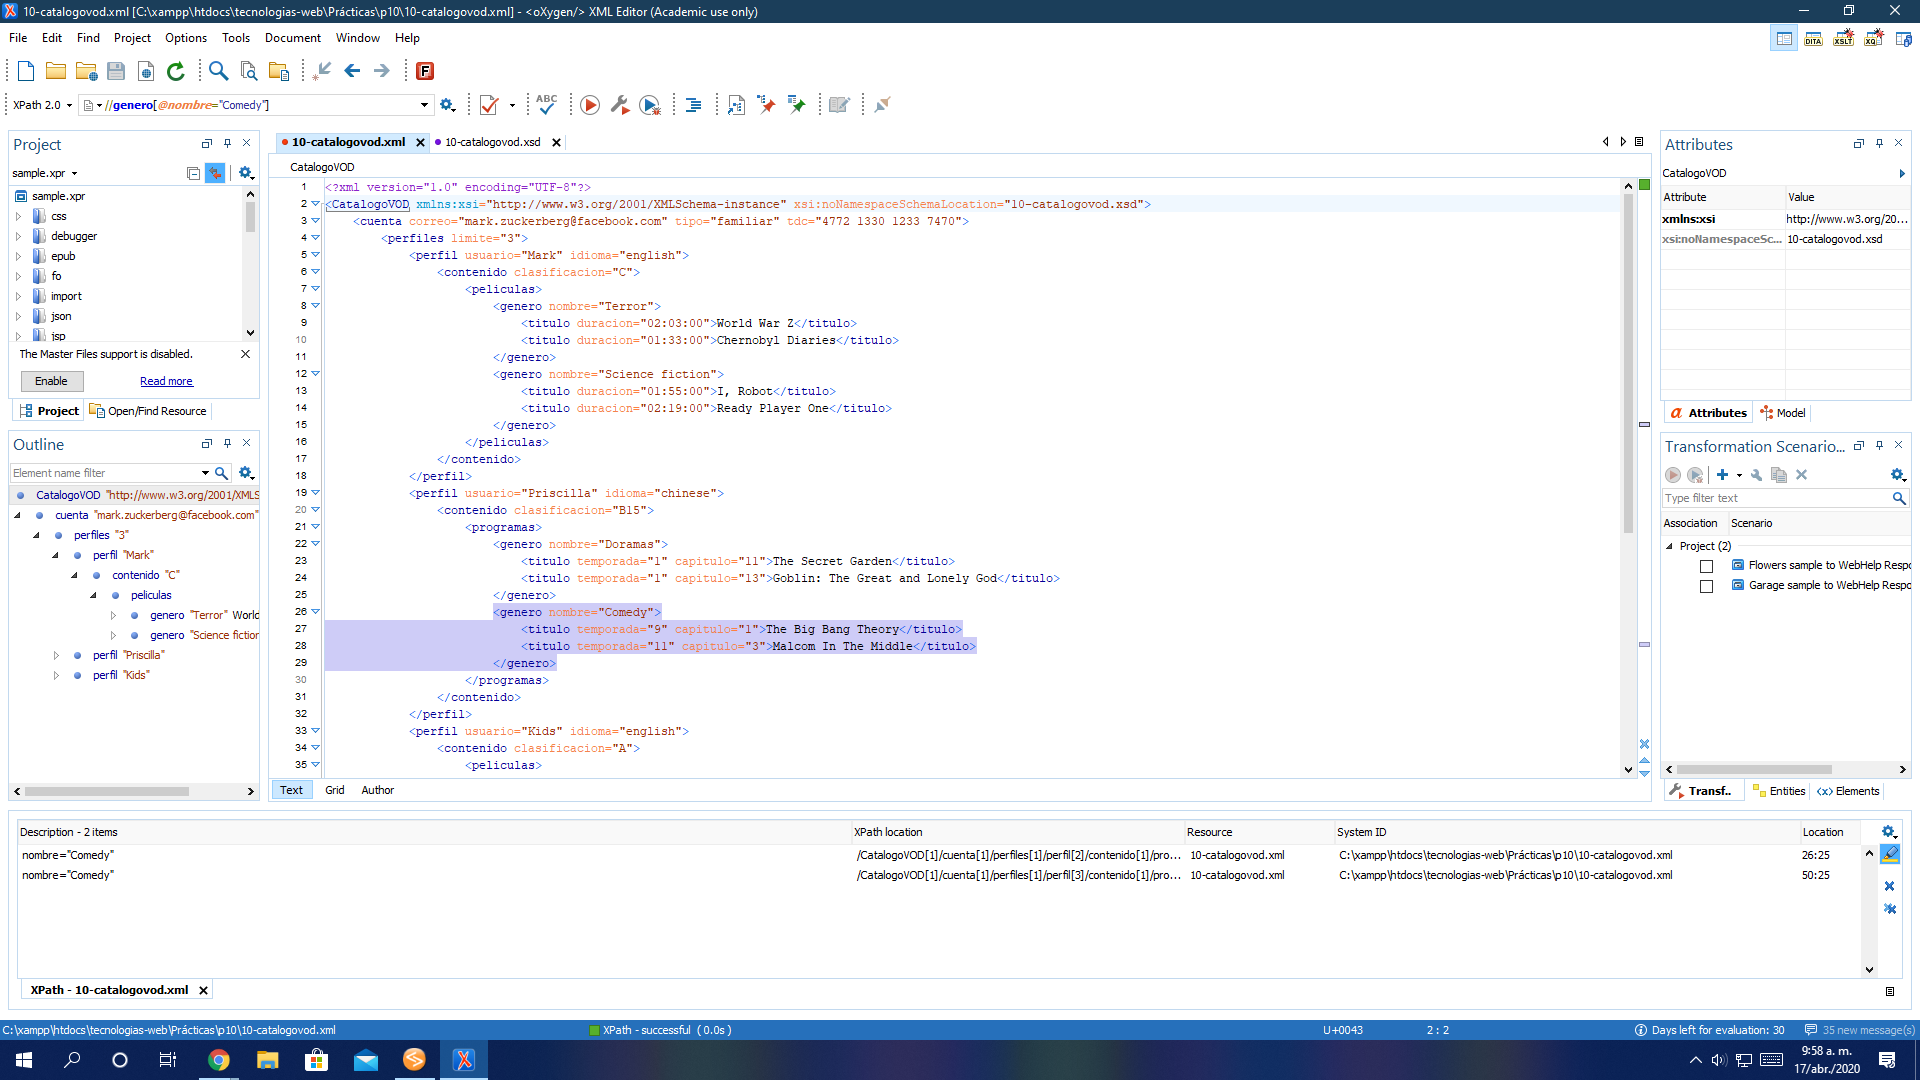 10-catalogovod.xml [C:\xampp\htdocs\tecnologias-web\Prácticas\p10\10-catalogovod.xml] - <oXygen/> XML Editor (Academic use only)
File Edit Find Project Options Tools Document Window Help
DITA XSLT XQ
F
XPath 2.0 //genero[@nombre="Comedy"]
ABC
Project
sample.xpr
sample.xpr
css
debugger
epub
fo
import
json
jsp
The Master Files support is disabled.
Enable Read more
Project Open/Find Resource
Outline
Element name filter
CatalogoVOD "http://www.w3.org/2001/XMLS
cuenta "mark.zuckerberg@facebook.com"
perfiles "3"
perfil "Mark"
contenido "C"
peliculas
genero "Terror" World
genero "Science fiction
perfil "Priscilla"
perfil "Kids"
10-catalogovod.xml 10-catalogovod.xsd
CatalogoVOD
1 <?xml version="1.0" encoding="UTF-8"?>
2 <CatalogoVOD xmlns:xsi="http://www.w3.org/2001/XMLSchema-instance" xsi:noNamespaceSchemaLocation="10-catalogovod.xsd">
3 <cuenta correo="mark.zuckerberg@facebook.com" tipo="familiar" tdc="4772 1330 1233 7470">
4 <perfiles limite="3">
5 <perfil usuario="Mark" idioma="english">
6 <contenido clasificacion="C">
7 <peliculas>
8 <genero nombre="Terror">
9 <titulo duracion="02:03:00">World War Z</titulo>
10 <titulo duracion="01:33:00">Chernobyl Diaries</titulo>
11 </genero>
12 <genero nombre="Science fiction">
13 <titulo duracion="01:55:00">I, Robot</titulo>
14 <titulo duracion="02:19:00">Ready Player One</titulo>
15 </genero>
16 </peliculas>
17 </contenido>
18 </perfil>
19 <perfil usuario="Priscilla" idioma="chinese">
20 <contenido clasificacion="B15">
21 <programas>
22 <genero nombre="Doramas">
23 <titulo temporada="1" capitulo="11">The Secret Garden</titulo>
24 <titulo temporada="1" capitulo="13">Goblin: The Great and Lonely God</titulo>
25 </genero>
26 <genero nombre="Comedy">
27 <titulo temporada="9" capitulo="1">The Big Bang Theory</titulo>
28 <titulo temporada="11" capitulo="3">Malcom In The Middle</titulo>
29 </genero>
30 </programas>
31 </contenido>
32 </perfil>
33 <perfil usuario="Kids" idioma="english">
34 <contenido clasificacion="A">
35 <peliculas>
Text Grid Author
Attributes
CatalogoVOD
Attribute Value
xmlns:xsi http://www.w3.org/20...
xsi:noNamespaceSc... 10-catalogovod.xsd
Attributes Model
Transformation Scenario...
Type filter text
Association Scenario
Project (2)
Flowers sample to WebHelp Respo
Garage sample to WebHelp Respo
Transf.. Entities Elements
Description - 2 items XPath location Resource System ID Location
nombre="Comedy" /CatalogoVOD[1]/cuenta[1]/perfiles[1]/perfil[2]/contenido[1]/pro... 10-catalogovod.xml C:\xampp\htdocs\tecnologias-web\Prácticas\p10\10-catalogovod.xml 26:25
nombre="Comedy" /CatalogoVOD[1]/cuenta[1]/perfiles[1]/perfil[3]/contenido[1]/pro... 10-catalogovod.xml C:\xampp\htdocs\tecnologias-web\Prácticas\p10\10-catalogovod.xml 50:25
XPath - 10-catalogovod.xml
C:\xampp\htdocs\tecnologias-web\Prácticas\p10\10-catalogovod.xml XPath - successful (0.0s) U+0043 2 : 2 Days left for evaluation: 30 35 new message(s)
9:58 a. m.
17/abr./2020